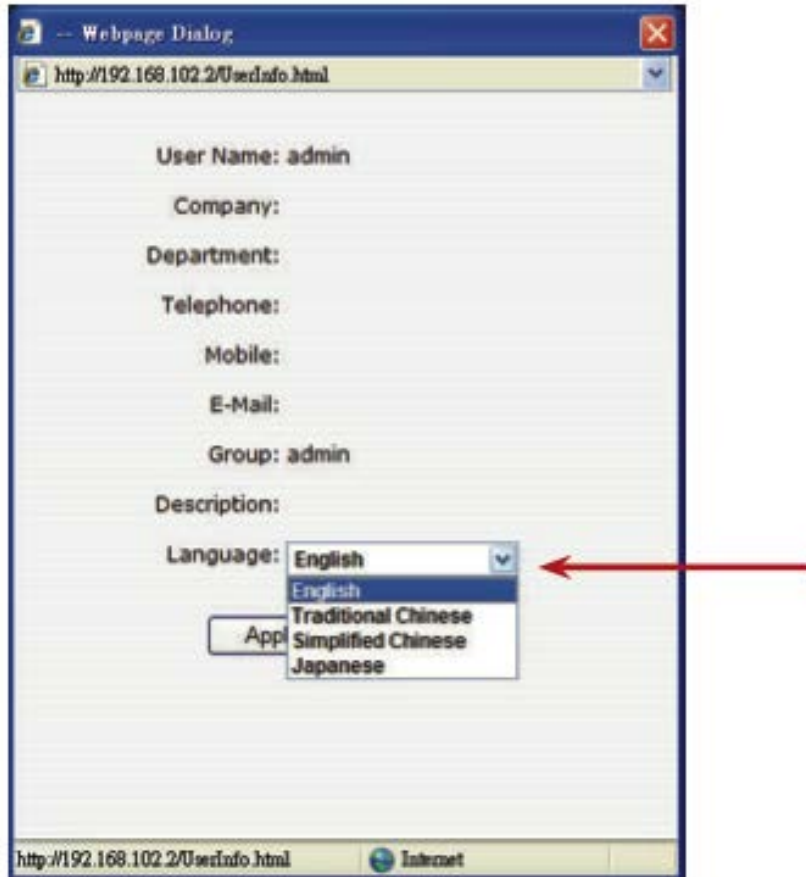 -- Webpage Dialog
http://192.168.102.2/UserInfo.html
User Name: admin
Company:
Department:
Telephone:
Mobile:
E-Mail:
Group: admin
Description:
Language: English
English
Traditional Chinese
Simplified Chinese
Japanese
http://192.168.102.2/UserInfo.html Internet